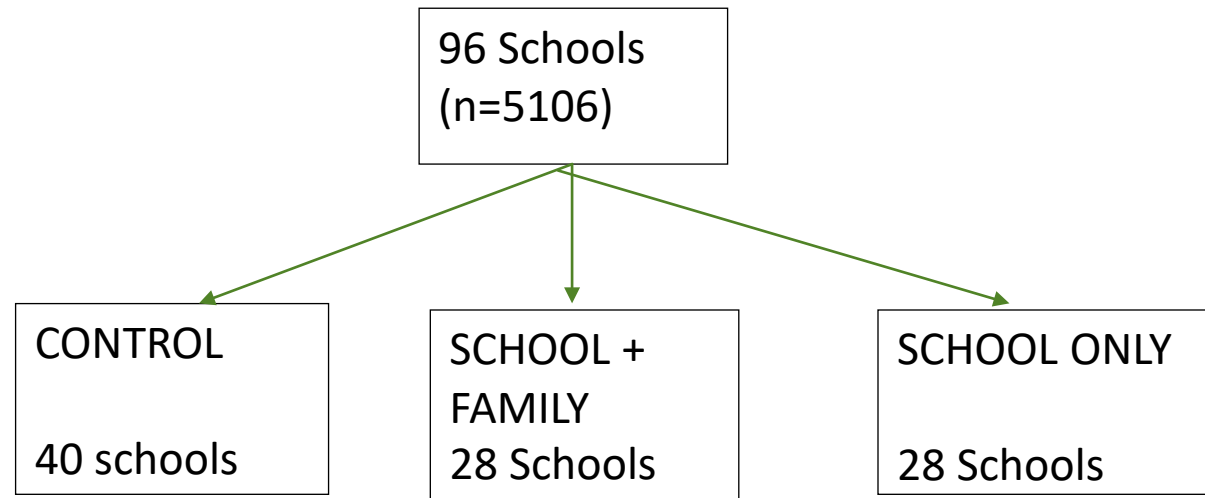 96 Schools
(n=5106)
CONTROL
40 schools
SCHOOL +
FAMILY
28 Schools
SCHOOL ONLY
28 Schools